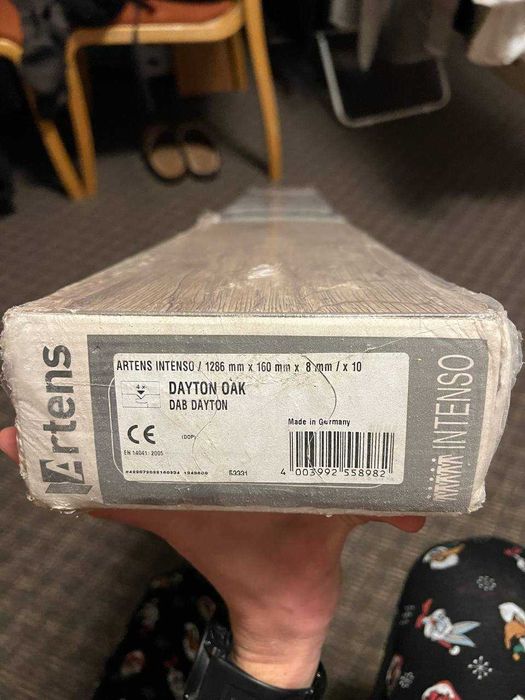 Artens
ARTENS INTENSO / 1286 mm x 160 mm x 8 mm / x 10
4 x
DAYTON OAK
DAB DAYTON
Made in Germany
CE
(DOP)
EN 14041: 2005
53331
4 003992 558982
INTENSO